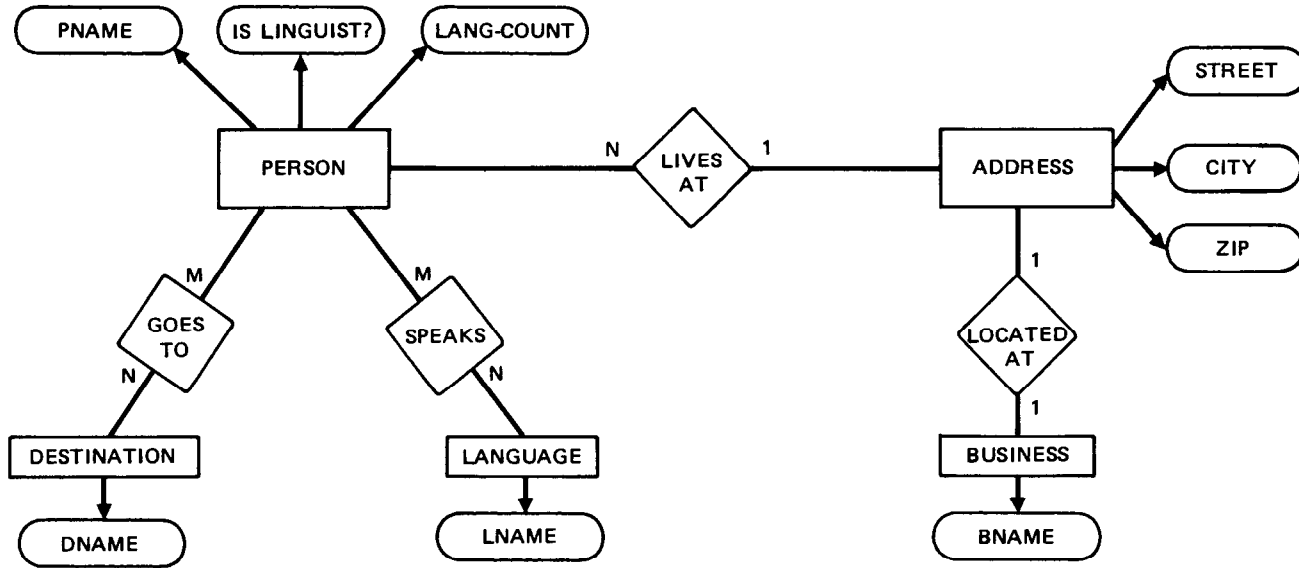 PNAME
IS LINGUIST?
LANG-COUNT
STREET
PERSON
N
LIVES
AT
1
ADDRESS
CITY
ZIP
M
GOES
TO
N
M
SPEAKS
N
1
LOCATED
AT
1
DESTINATION
LANGUAGE
BUSINESS
DNAME
LNAME
BNAME